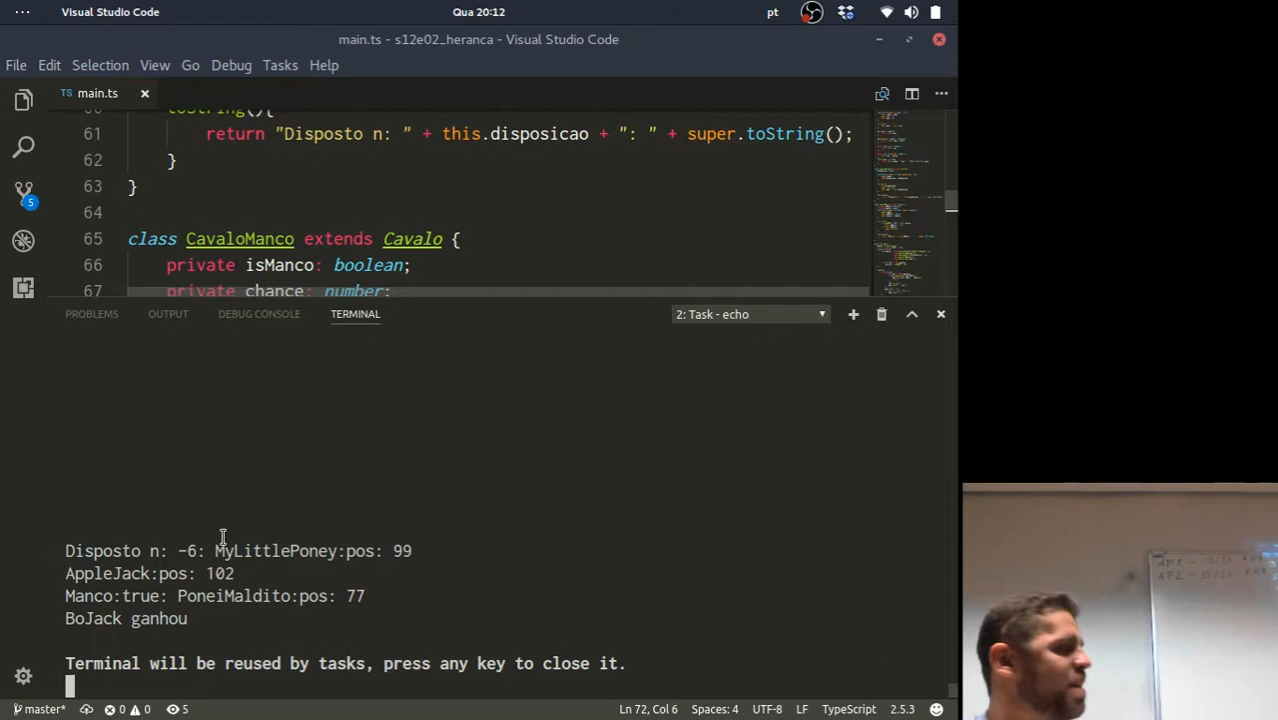 Visual Studio Code
Qua 20:12
pt
main.ts - s12e02_heranca - Visual Studio Code
File Edit Selection View Go Debug Tasks Help
TS main.ts
61 return "Disposto n: " + this.disposicao + ": " + super.toString();
62 }
63 }
64
65 class CavaloManco extends Cavalo {
66 private isManco: boolean;
67 private chance: number;
5
PROBLEMS OUTPUT DEBUG CONSOLE TERMINAL
2: Task - echo
Disposto n: -6: MyLittlePoney:pos: 99
AppleJack:pos: 102
Manco:true: PoneiMaldito:pos: 77
BoJack ganhou
Terminal will be reused by tasks, press any key to close it.
master* 0 0 5 Ln 72, Col 6 Spaces: 4 UTF-8 LF TypeScript 2.5.3